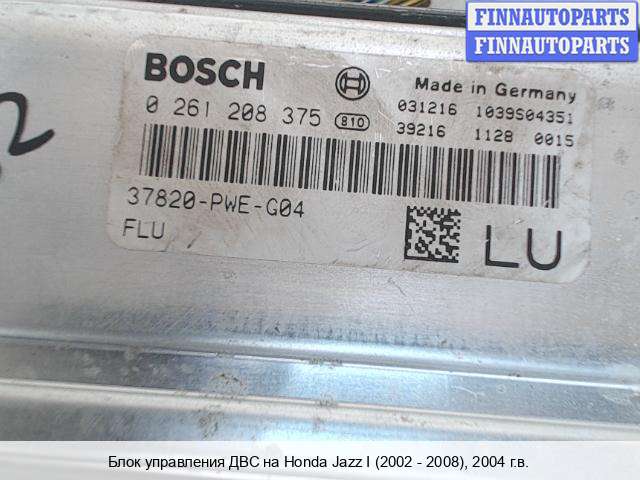 FINNAUTOPARTS
FINNAUTOPARTS
BOSCH
Made in Germany
0 261 208 375 810
031216 1039S04351
39216 1128 0015
37820-PWE-G04
FLU
LU
Блок управления ДВС на Honda Jazz I (2002 - 2008), 2004 г.в.